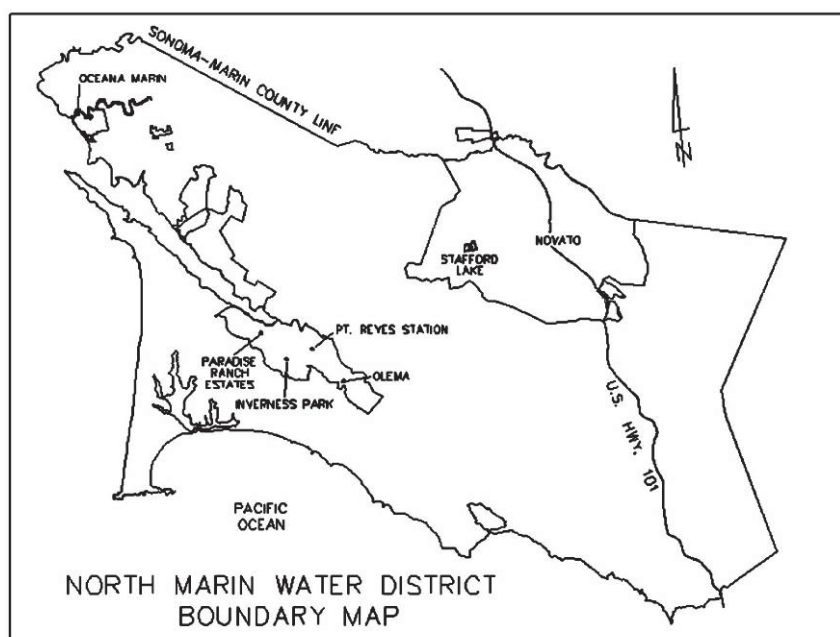 SONOMA-MARIN COUNTY LINE
OCEANA MARIN
N
NOVATO
STAFFORD
LAKE
PT. REYES STATION
PARADISE
RANCH
ESTATES
OLEMA
INVERNESS PARK
U.S. HWY. 101
PACIFIC
OCEAN
NORTH MARIN WATER DISTRICT
BOUNDARY MAP